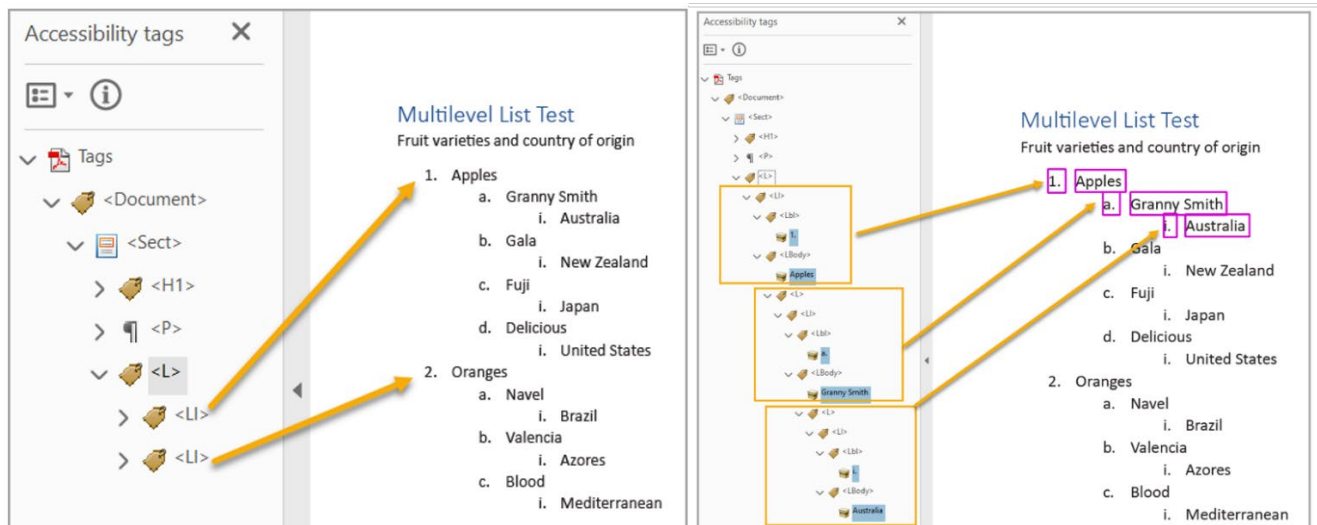 Accessibility tags
Tags
<Document>
<Sect>
<H1>
<P>
<L>
<LI>
<LI>
Multilevel List Test
Fruit varieties and country of origin
1. Apples
a. Granny Smith
i. Australia
b. Gala
i. New Zealand
c. Fuji
i. Japan
d. Delicious
i. United States
2. Oranges
a. Navel
i. Brazil
b. Valencia
i. Azores
c. Blood
i. Mediterranean
Accessibility tags
Tags
<Document>
<Sect>
<H1>
<P>
<L>
<LI>
<Lbl>
1.
<LBody>
Apples
<L>
<LI>
<Lbl>
a.
<LBody>
Granny Smith
<L>
<LI>
<Lbl>
i.
<LBody>
Australia
Multilevel List Test
Fruit varieties and country of origin
1. Apples
a. Granny Smith
i. Australia
b. Gala
i. New Zealand
c. Fuji
i. Japan
d. Delicious
i. United States
2. Oranges
a. Navel
i. Brazil
b. Valencia
i. Azores
c. Blood
i. Mediterranean